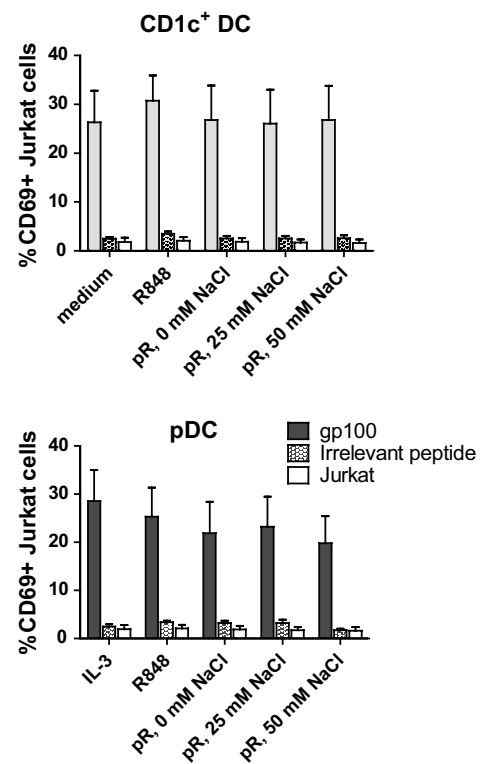 CD1c+ DC
%CD69+ Jurkat cells
40
30
20
10
0
medium
R848
pR, 0 mM NaCl
pR, 25 mM NaCl
pR, 50 mM NaCl
pDC
gp100
Irrelevant peptide
Jurkat
%CD69+ Jurkat cells
40
30
20
10
0
IL-3
R848
pR, 0 mM NaCl
pR, 25 mM NaCl
pR, 50 mM NaCl